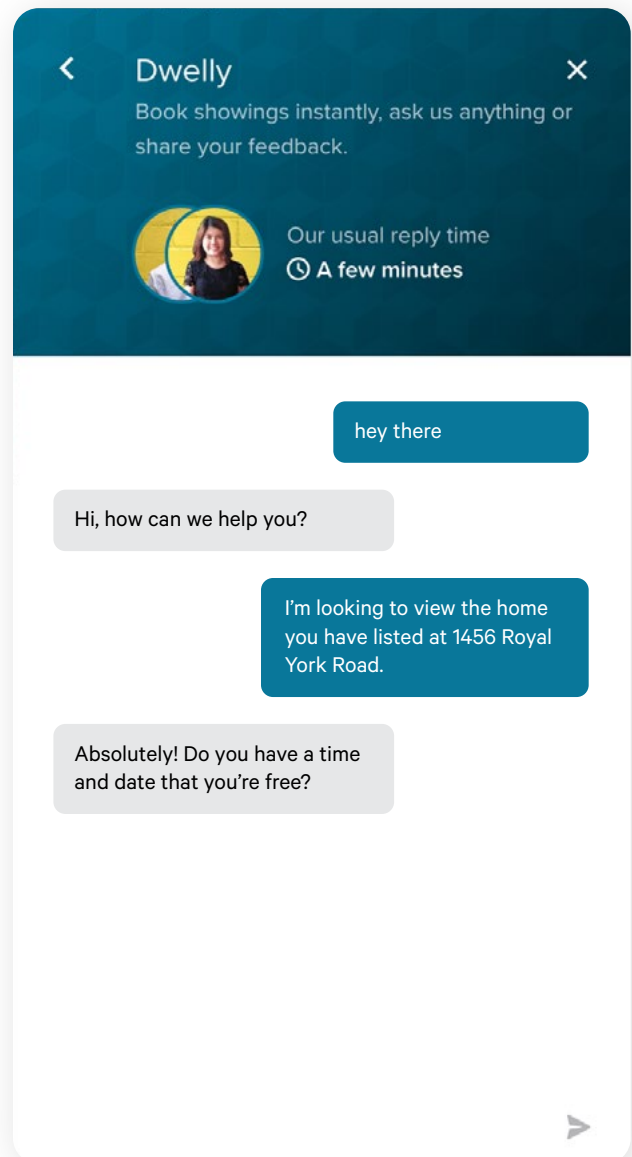 Dwelly
Book showings instantly, ask us anything or
share your feedback.
Our usual reply time
A few minutes
hey there
Hi, how can we help you?
I’m looking to view the home
you have listed at 1456 Royal
York Road.
Absolutely! Do you have a time
and date that you’re free?